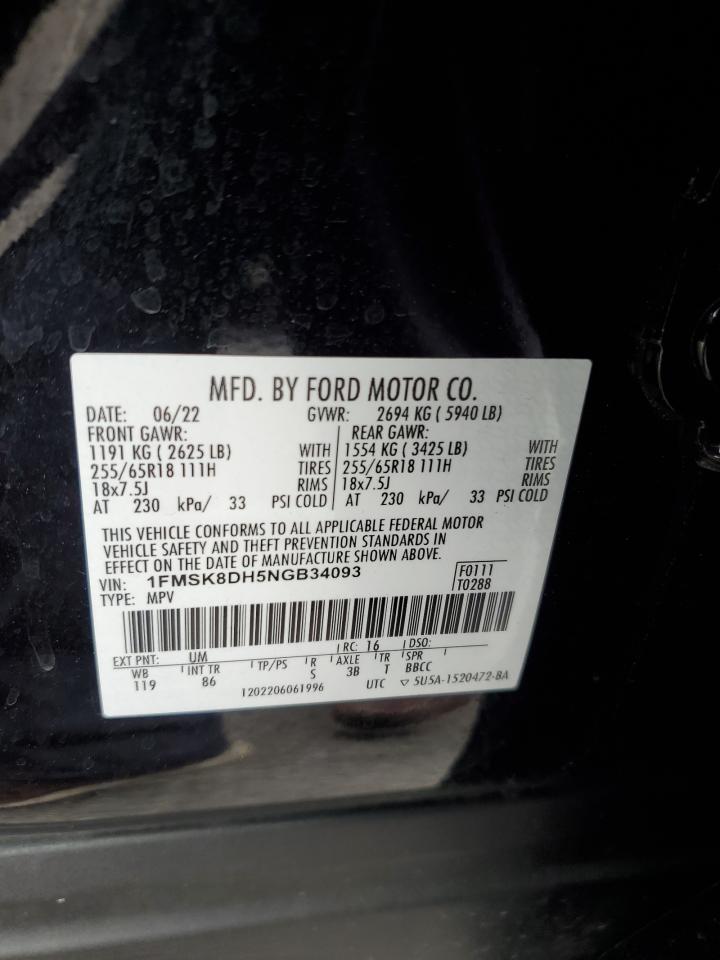 MFD. BY FORD MOTOR CO.
DATE: 06/22 GVWR: 2694 KG ( 5940 LB)
FRONT GAWR: REAR GAWR:
1191 KG ( 2625 LB) WITH 1554 KG ( 3425 LB) WITH
255/65R18 111H TIRES 255/65R18 111H TIRES
18x7.5J RIMS 18x7.5J RIMS
AT 230 kPa/ 33 PSI COLD AT 230 kPa/ 33 PSI COLD
THIS VEHICLE CONFORMS TO ALL APPLICABLE FEDERAL MOTOR
VEHICLE SAFETY AND THEFT PREVENTION STANDARDS IN
EFFECT ON THE DATE OF MANUFACTURE SHOWN ABOVE.
VIN: 1FMSK8DH5NGB34093 F0111
TYPE: MPV T0288
EXT PNT: UM RC: 16 DSO:
WB INT TR TP/PS R AXLE TR SPR
119 86 S 3B T BBCC
1202206061996 UTC ▽ 5U5A-1520472-BA